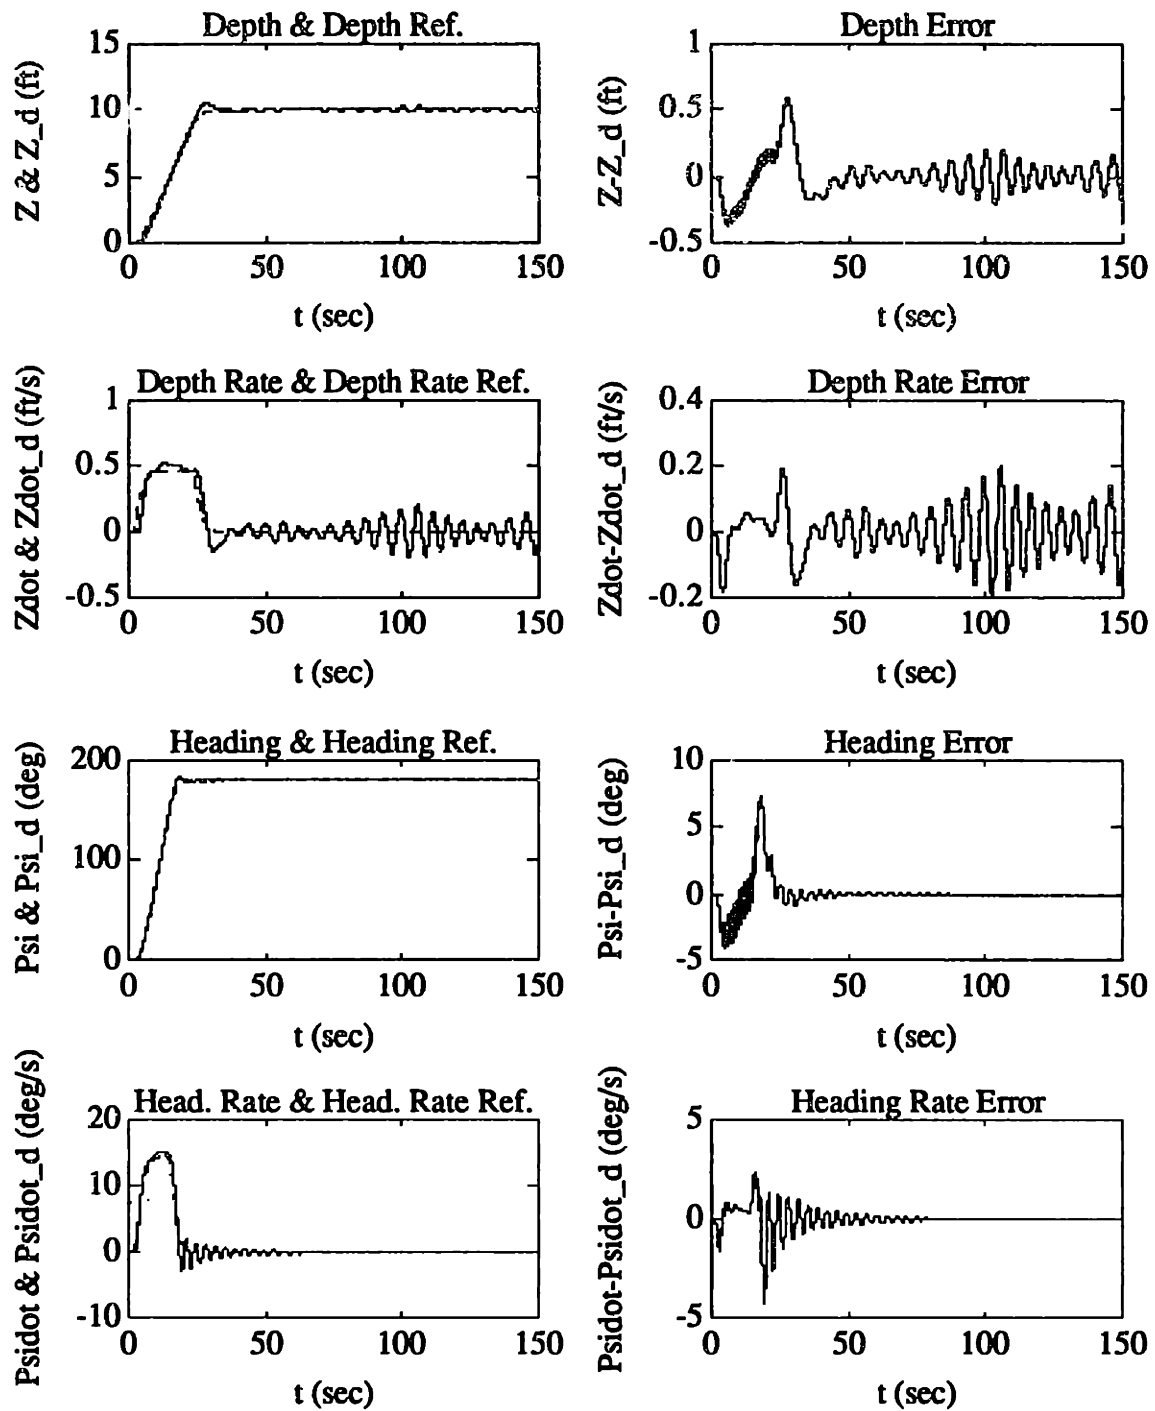 Depth & Depth Ref.
Z & Z_d (ft)
15
10
5
0
0
50
100
150
t (sec)
Depth Error
Z-Z_d (ft)
1
0.5
0
-0.5
0
50
100
150
t (sec)
Depth Rate & Depth Rate Ref.
Zdot & Zdot_d (ft/s)
1
0.5
0
-0.5
0
50
100
150
t (sec)
Depth Rate Error
Zdot-Zdot_d (ft/s)
0.4
0.2
0
-0.2
0
50
100
150
t (sec)
Heading & Heading Ref.
Psi & Psi_d (deg)
200
100
0
0
50
100
150
t (sec)
Heading Error
Psi-Psi_d (deg)
10
5
0
-5
0
50
100
150
t (sec)
Head. Rate & Head. Rate Ref.
Psidot & Psidot_d (deg/s)
20
10
0
-10
0
50
100
150
t (sec)
Heading Rate Error
Psidot-Psidot_d (deg/s)
5
0
-5
0
50
100
150
t (sec)